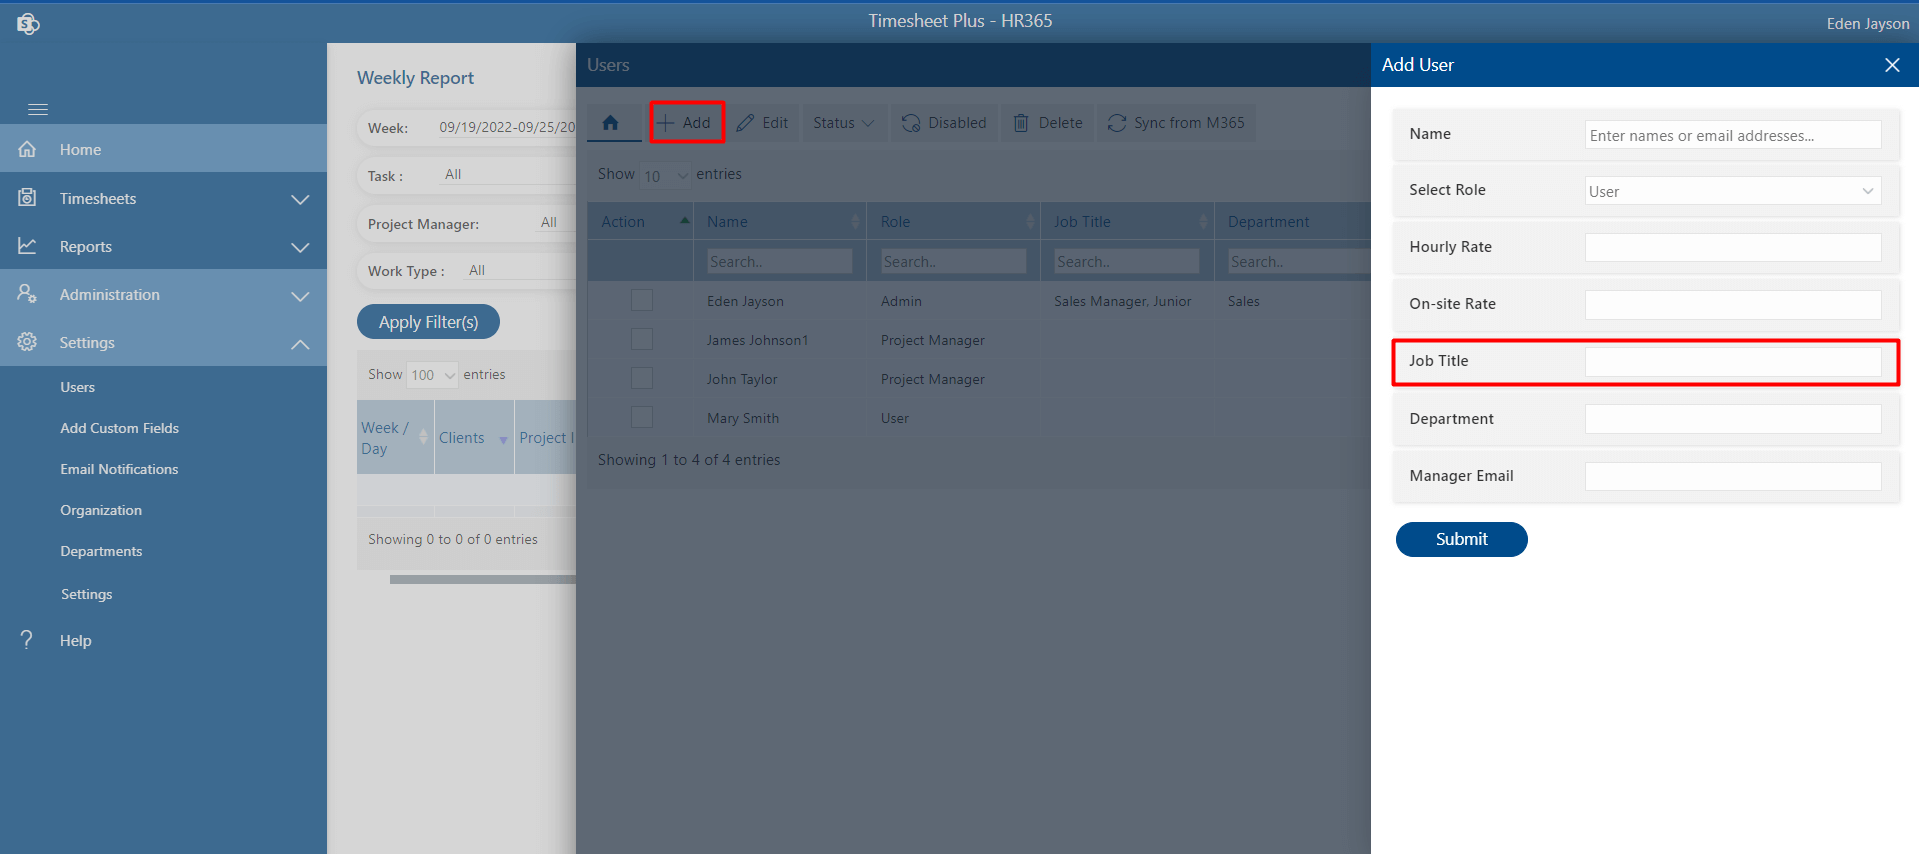 Timesheet Plus - HR365
Eden Jayson
Home
Timesheets
Reports
Administration
Settings
Users
Add Custom Fields
Email Notifications
Organization
Departments
Settings
? Help
Weekly Report
Week: 09/19/2022-09/25/20
Task : All
Project Manager: All
Work Type : All
Apply Filter(s)
Show 100 entries
Week / Day
Clients
Project I
Showing 0 to 0 of 0 entries
Users
Add
Edit
Status
Disabled
Delete
Sync from M365
Show 10 entries
Action Name Role Job Title Department
Search.. Search.. Search.. Search..
Eden Jayson Admin Sales Manager, Junior Sales
James Johnson1 Project Manager
John Taylor Project Manager
Mary Smith User
Showing 1 to 4 of 4 entries
Add User
Name Enter names or email addresses...
Select Role User
Hourly Rate
On-site Rate
Job Title
Department
Manager Email
Submit